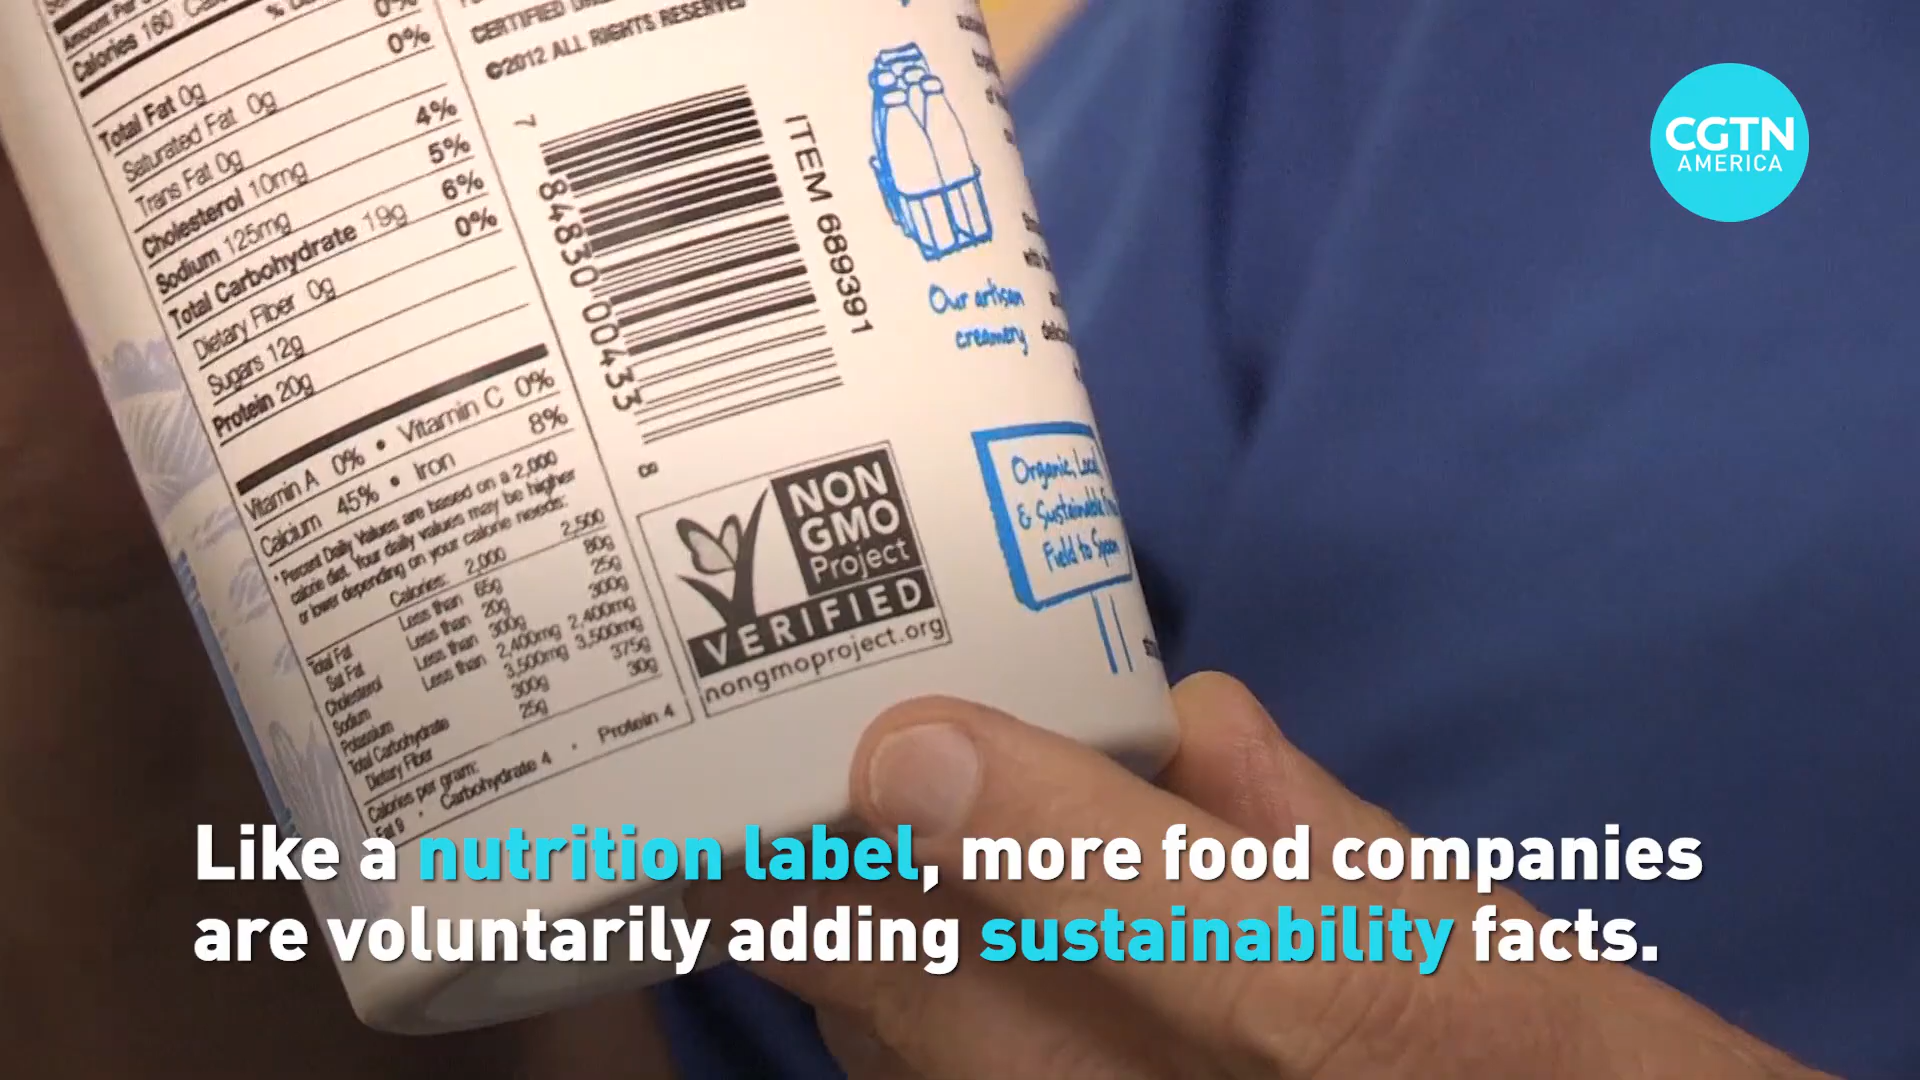 Calories 160
0%
Total Fat 0g
0%
Saturated Fat 0g
Trans Fat 0g
Cholesterol 10mg 4%
Sodium 125mg 5%
Total Carbohydrate 19g 6%
Dietary Fiber 0g 0%
Sugars 12g
Protein 20g
Vitamin A 0% • Vitamin C 0%
Calcium 45% • Iron 8%
* Percent Daily Values are based on a 2,000
calorie diet. Your daily values may be higher
or lower depending on your calorie needs:
Calories: 2,000 2,500
Total Fat Less than 65g 80g
Sat Fat Less than 20g 25g
Cholesterol Less than 300g 300g
Sodium Less than 2,400mg 2,400mg
Potassium 3,500mg 3,500mg
Total Carbohydrate 300g 375g
Dietary Fiber 25g 30g
Calories per gram:
Fat 9 • Carbohydrate 4 • Protein 4
CERTIFIED
©2012 ALL RIGHTS RESERVED
7 84830 00433 8
ITEM 689391
NON
GMO
Project
VERIFIED
nongmoproject.org
Our artisan
creamery
Organic, Local
& Sustainable
Field to Spoon
CGTN
AMERICA
Like a nutrition label, more food companies
are voluntarily adding sustainability facts.